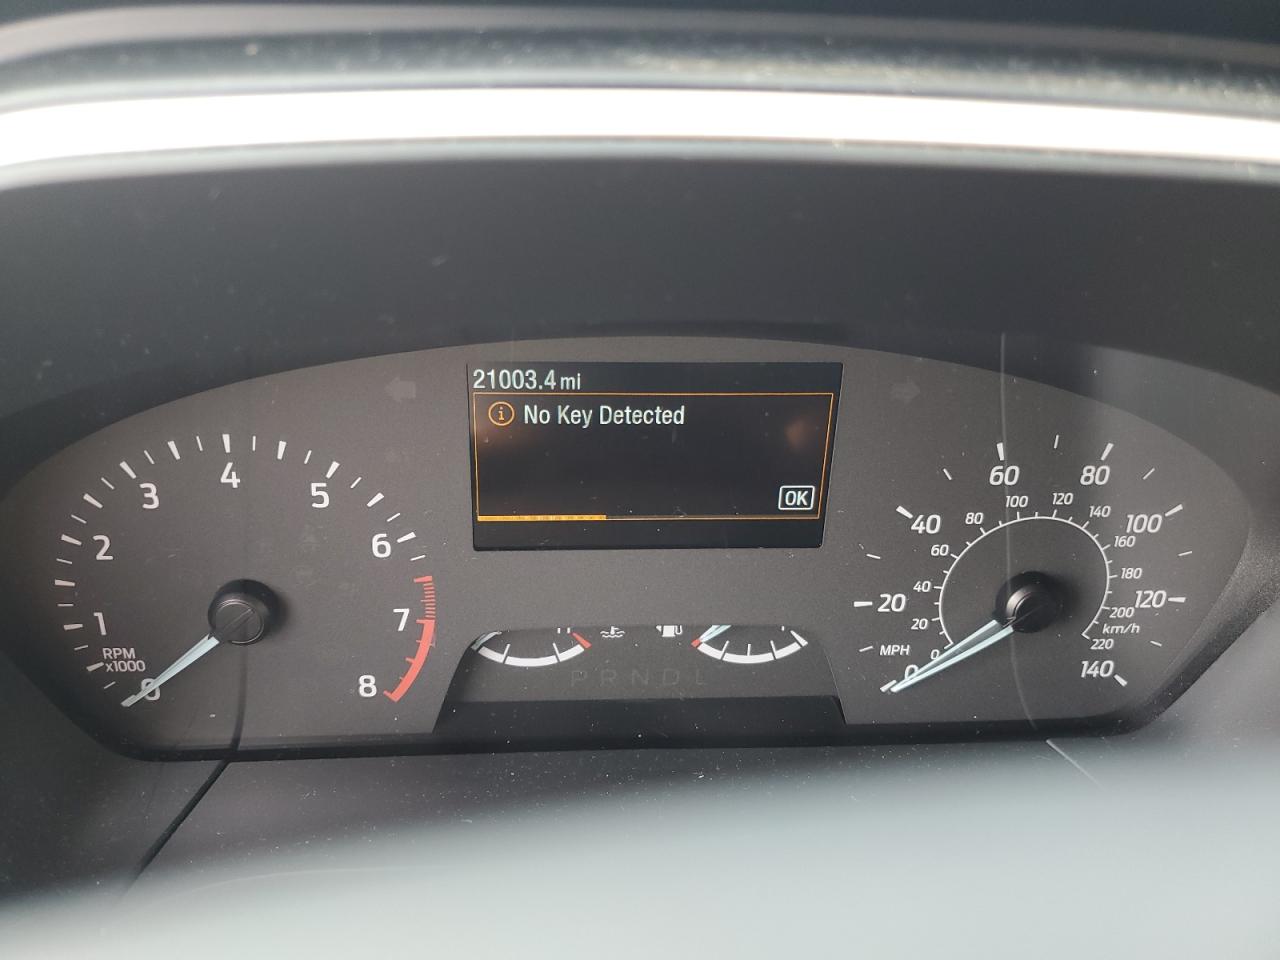 21003.4 mi
i No Key Detected
OK
0 1 2 3 4 5 6 7 8
RPM
x1000
0 20 40 60 80 100 120 140
MPH
0 20 40 60 80 100 120 140 160 180 200 220
km/h
PRNDL